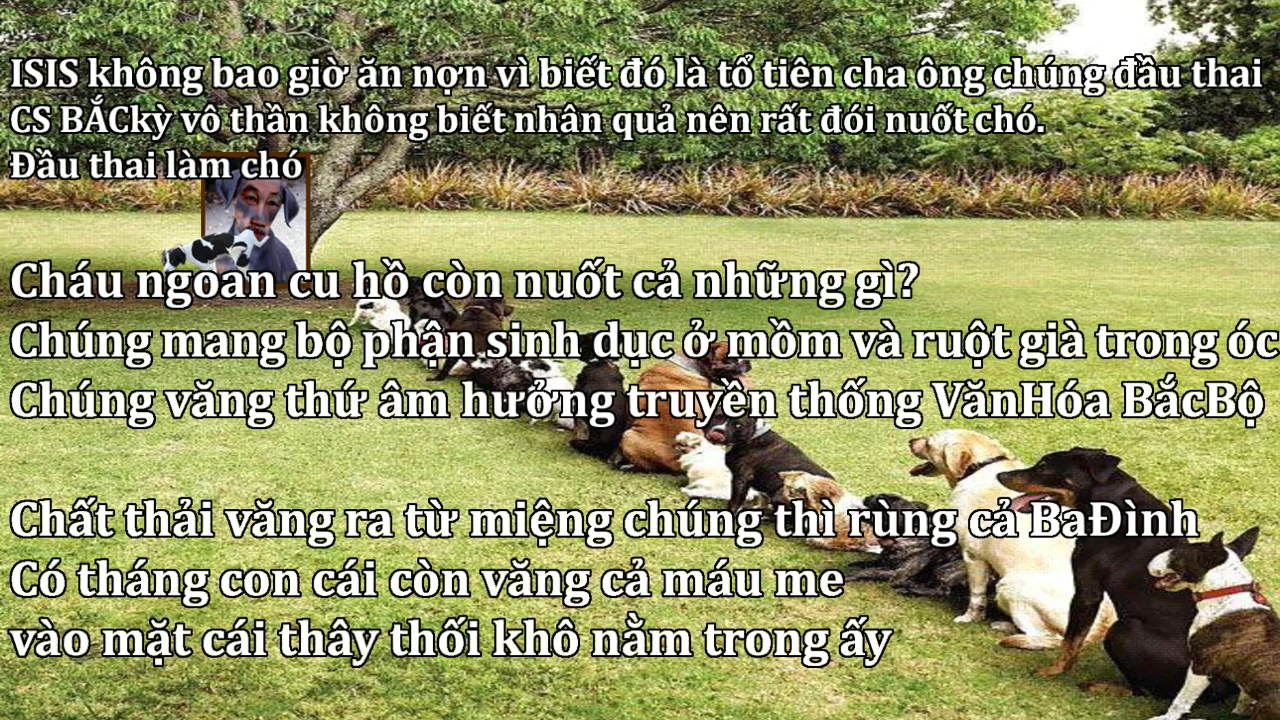 ISIS không bao giờ ăn nợn vì biết đó là tổ tiên cha ông chúng đầu thai
CS BẮCkỳ vô thần không biết nhân quả nên rất đói nuốt chó.
Đầu thai làm chó
Cháu ngoan cu hồ còn nuốt cả những gì?
Chúng mang bộ phận sinh dục ở mồm và ruột già trong óc
Chúng văng thứ âm hưởng truyền thống VănHóa BắcBộ
Chất thải văng ra từ miệng chúng thì rùng cả BaĐình
Có tháng con cái còn văng cả máu me
vào mặt cái thây thối khô nằm trong ấy